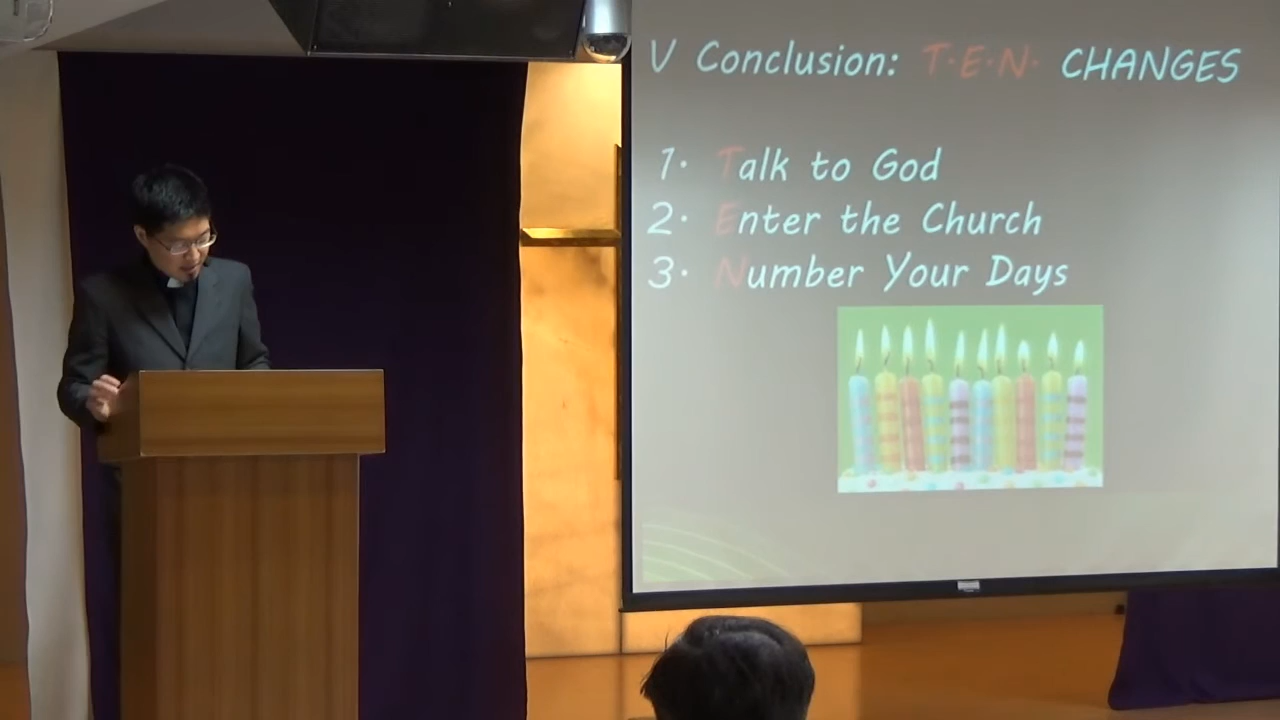 V Conclusion: T·E·N· CHANGES
1· Talk to God
2· Enter the Church
3· Number Your Days